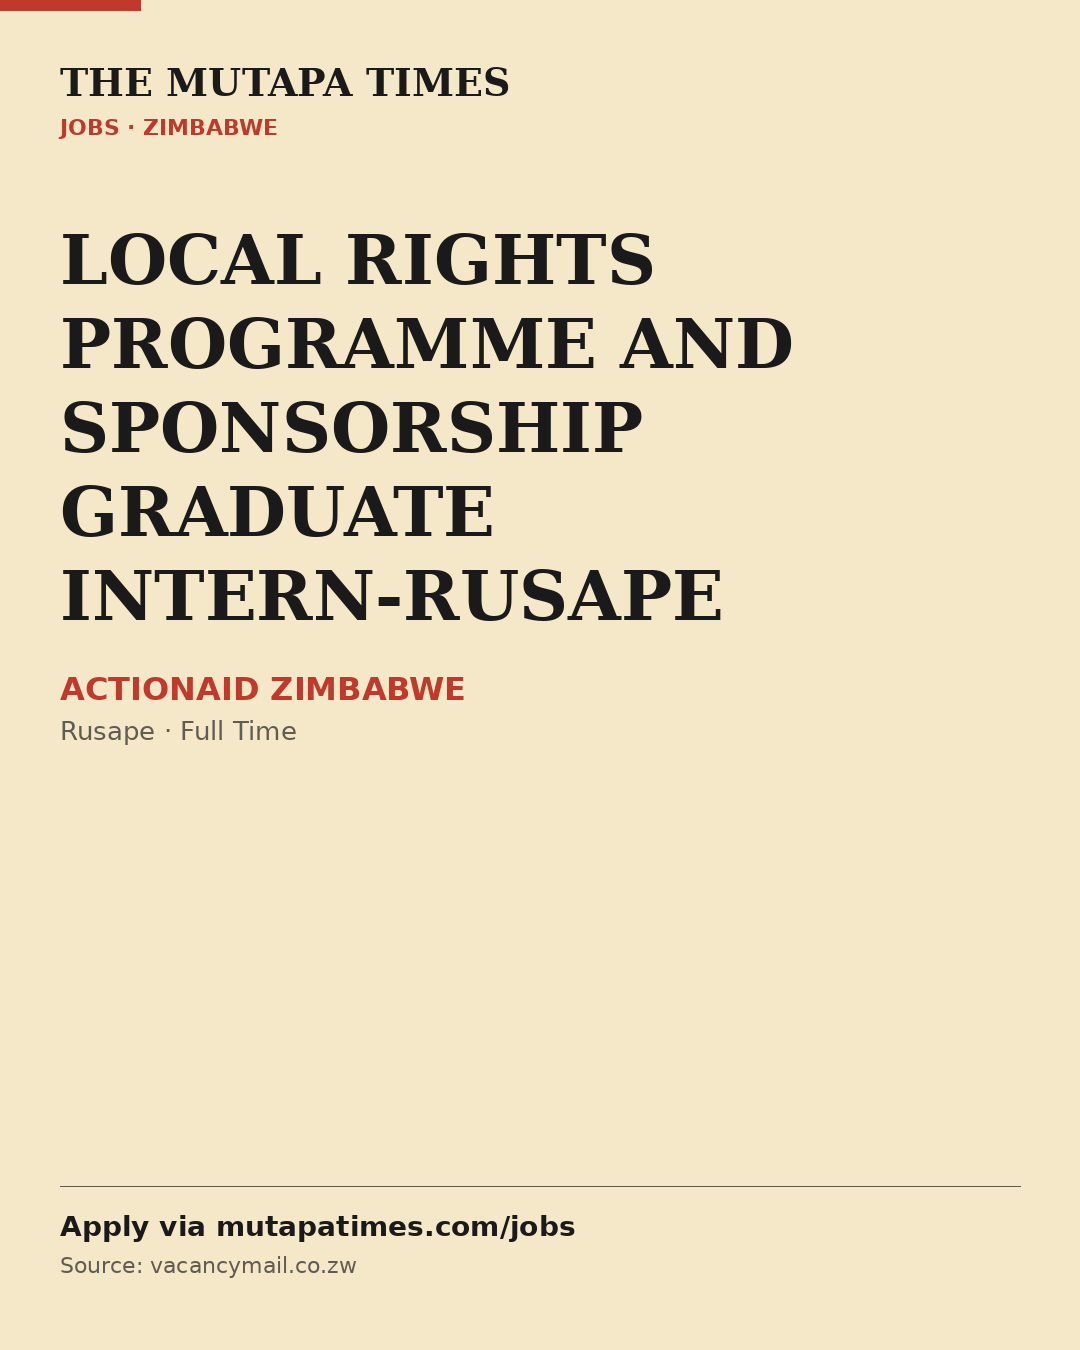 THE MUTAPA TIMES
JOBS · ZIMBABWE
LOCAL RIGHTS
PROGRAMME AND
SPONSORSHIP
GRADUATE
INTERN-RUSAPE
ACTIONAID ZIMBABWE
Rusape · Full Time
Apply via mutapatimes.com/jobs
Source: vacancymail.co.zw